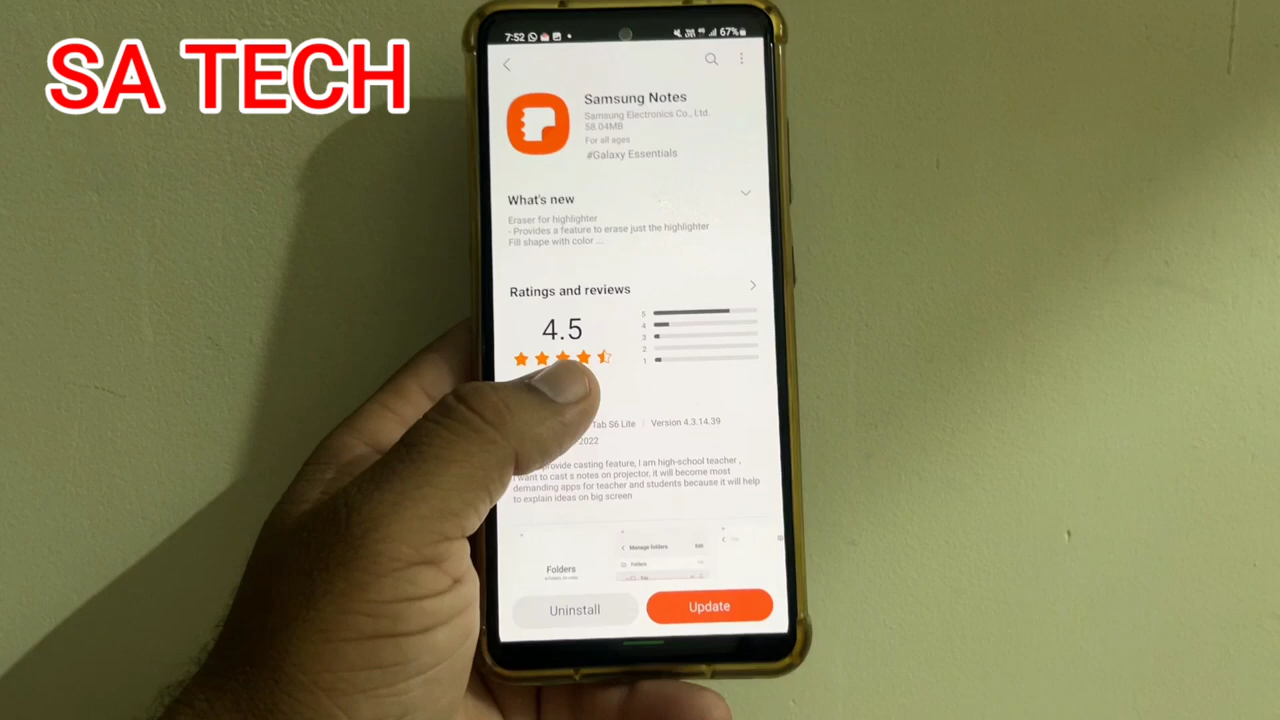 SA TECH
7:52
67%
Samsung Notes
Samsung Electronics Co., Ltd.
58.04MB
For all ages
#Galaxy Essentials
What's new
Eraser for highlighter
- Provides a feature to erase just the highlighter
Fill shape with color ...
Ratings and reviews
4.5
5
4
3
2
1
Tab S6 Lite | Version 4.3.14.39
2022
provide casting feature, I am high-school teacher ,
want to cast s notes on projector, it will become most
demanding apps for teacher and students because it will help
to explain ideas on big screen
Folders
Manage folders
Edit
Folders
Uninstall
Update